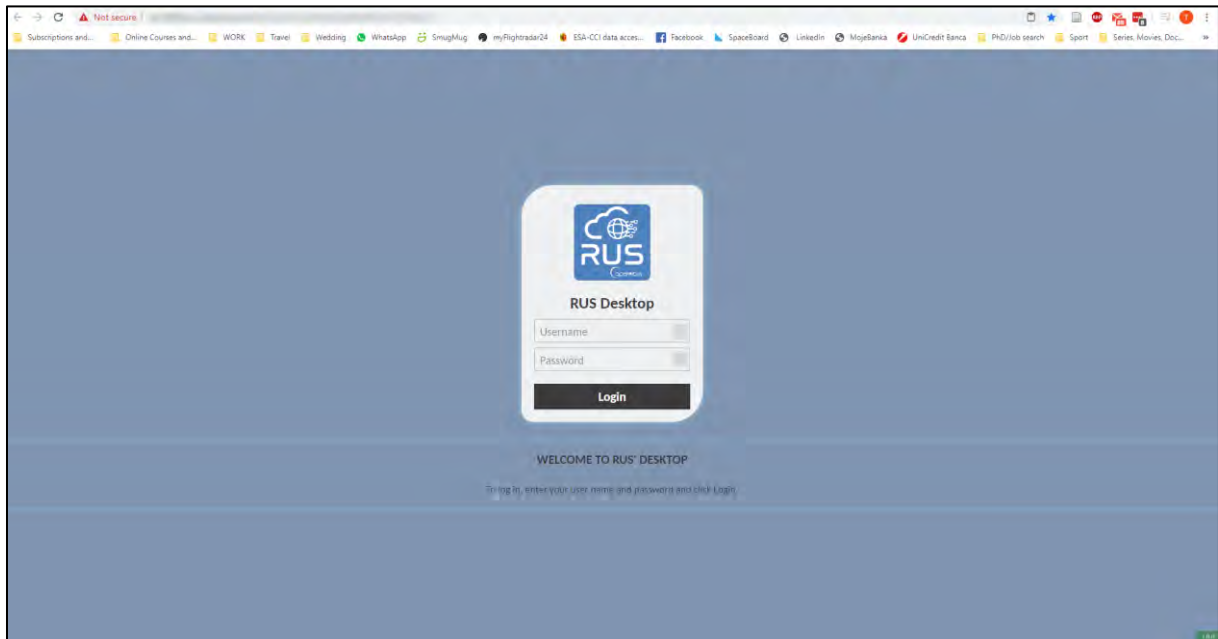 Not secure
Subscriptions and... Online Courses and... WORK Travel Wedding WhatsApp SmugMug myFlightradar24 ESA-CCI data acces... Facebook SpaceBoard Linkedin MojeBanka UniCredit Banca PhD/Job search Sport Series, Movies, Doc...
RUS
Copernicus
RUS Desktop
Username
Password
Login
WELCOME TO RUS' DESKTOP
To log in, enter your user name and password and click Login.